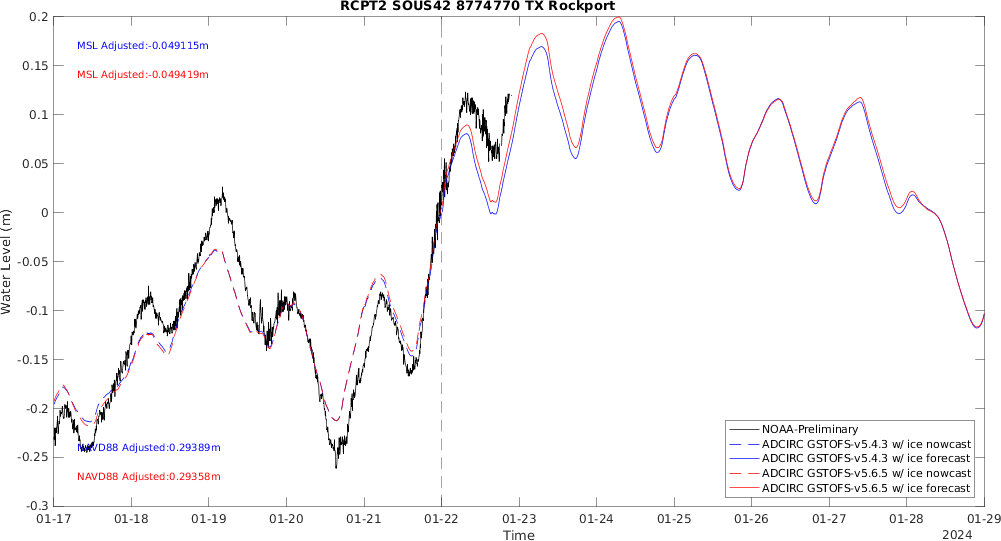 RCPT2 SOUS42 8774770 TX Rockport
0.2
0.15
0.1
0.05
0
-0.05
-0.1
-0.15
-0.2
-0.25
-0.3
Water Level (m)
MSL Adjusted:-0.049115m
MSL Adjusted:-0.049419m
NAVD88 Adjusted:0.29389m
NAVD88 Adjusted:0.29358m
NOAA-Preliminary
ADCIRC GSTOFS-v5.4.3 w/ ice nowcast
ADCIRC GSTOFS-v5.4.3 w/ ice forecast
ADCIRC GSTOFS-v5.6.5 w/ ice nowcast
ADCIRC GSTOFS-v5.6.5 w/ ice forecast
01-17 01-18 01-19 01-20 01-21 01-22 01-23 01-24 01-25 01-26 01-27 01-28 01-29
Time
2024